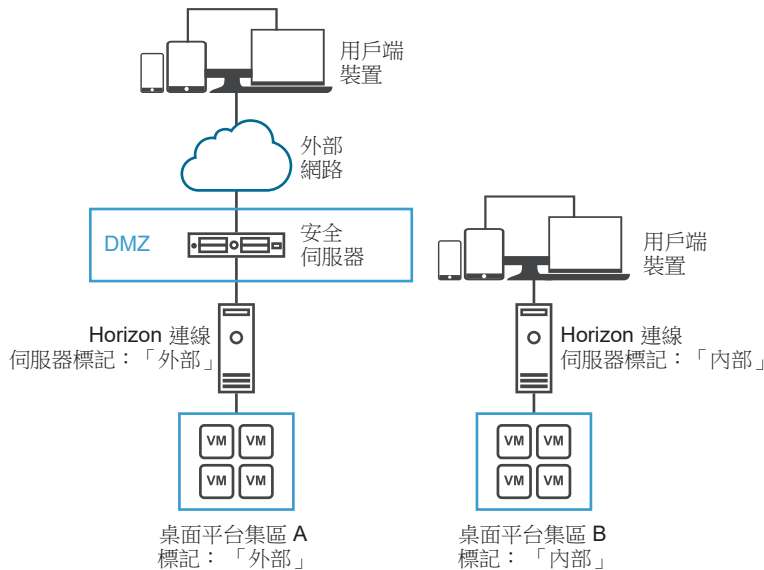 用戶端
裝置
外部
網路
DMZ
安全
伺服器
Horizon 連線
伺服器標記：「外部」
VM VM
VM VM
桌面平台集區 A
標記：「外部」
用戶端
裝置
Horizon 連線
伺服器標記：「內部」
VM VM
VM VM
桌面平台集區 B
標記：「內部」